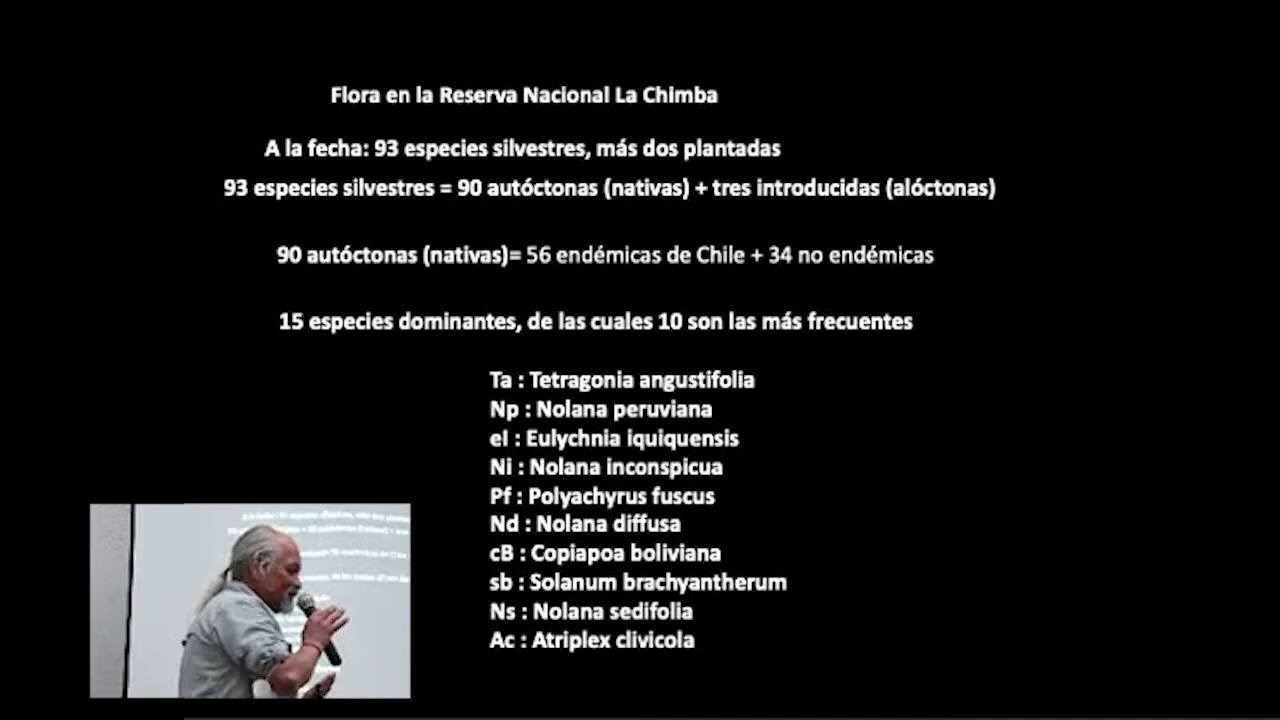 Flora en la Reserva Nacional La Chimba
A la fecha: 93 especies silvestres, más dos plantadas
93 especies silvestres = 90 autóctonas (nativas) + tres introducidas (alóctonas)
90 autóctonas (nativas)= 56 endémicas de Chile + 34 no endémicas
15 especies dominantes, de las cuales 10 son las más frecuentes
Ta : Tetragonia angustifolia
Np : Nolana peruviana
eI : Eulychnia iquiquensis
Ni : Nolana inconspicua
Pf : Polyachyrus fuscus
Nd : Nolana diffusa
cB : Copiapoa boliviana
sb : Solanum brachyantherum
Ns : Nolana sedifolia
Ac : Atriplex clivicola